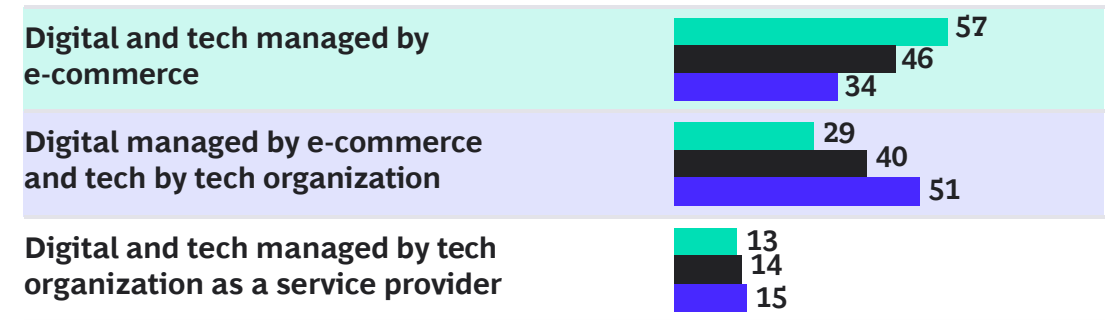 Digital and tech managed by
e-commerce
57
46
34
Digital managed by e-commerce
and tech by tech organization
29
40
51
Digital and tech managed by tech
organization as a service provider
13
14
15